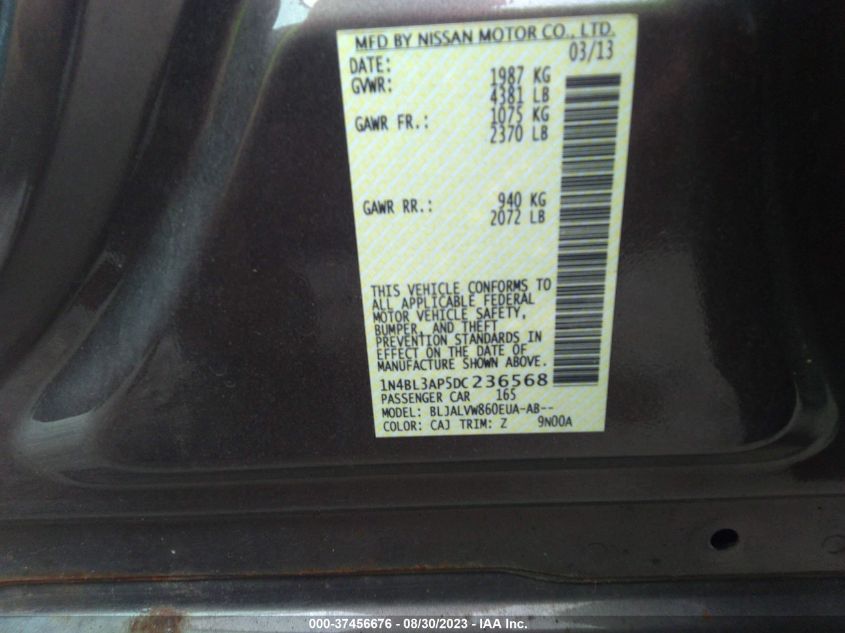 MFD BY NISSAN MOTOR CO., LTD.
DATE: 03/13
GVWR: 1987 KG
4381 LB
GAWR FR.: 1075 KG
2370 LB
GAWR RR.: 940 KG
2072 LB
THIS VEHICLE CONFORMS TO
ALL APPLICABLE FEDERAL
MOTOR VEHICLE SAFETY,
BUMPER, AND THEFT
PREVENTION STANDARDS IN
EFFECT ON THE DATE OF
MANUFACTURE SHOWN ABOVE.
1N4BL3AP5DC236568
PASSENGER CAR 165
MODEL: BLJALVW860EUA-AB--
COLOR: CAJ TRIM: Z 9N00A
000-37456676 / 08/30/2023 - IAA Inc.